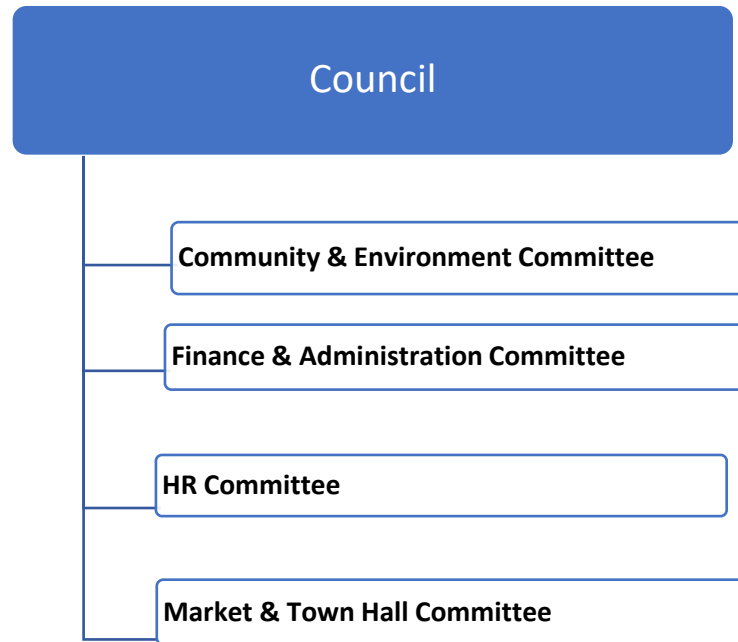 Council
Community & Environment Committee
Finance & Administration Committee
HR Committee
Market & Town Hall Committee